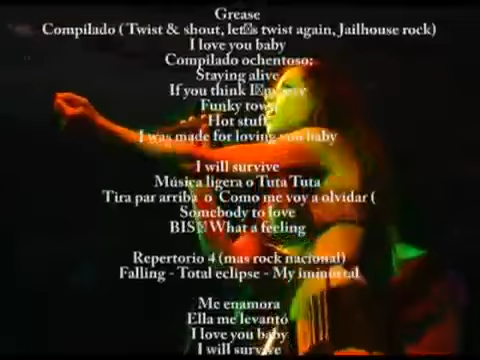 Grease
Compilado ( Twist & shout, let s twist again, Jailhouse rock)
I love you baby
Compilado ochentoso;
Staying alive
If you think I
Funky town
Hot stuff
I was made for loving you baby
I will survive
Música ligera o Tuta Tuta
Tira par arriba o Como me voy a olvidar (
Somebody to love
BIS What a feeling
Repertorio 4 (mas rock nacional)
Falling - Total eclipse - My immortal
Me enamora
Ella me levantó
I love you baby
I will survive